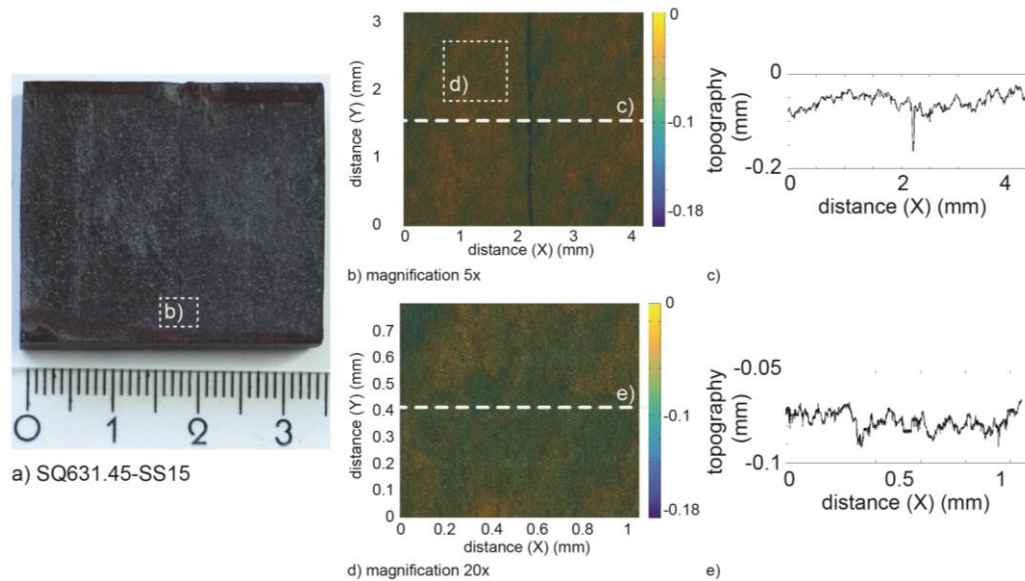 b)
0 1 2 3
a) SQ631.45-SS15
distance (Y) (mm)
3
2
1
0
d)
c)
0
-0.1
-0.18
0 1 2 3 4
distance (X) (mm)
b) magnification 5x
topography
(mm)
0
-0.2
0 2 4
distance (X) (mm)
c)
distance (Y) (mm)
0.7
0.6
0.5
0.4
0.3
0.2
0.1
0
e)
0
-0.1
-0.18
0 0.2 0.4 0.6 0.8 1
distance (X) (mm)
d) magnification 20x
topography
(mm)
-0.05
-0.1
0 0.5 1
distance (X) (mm)
e)